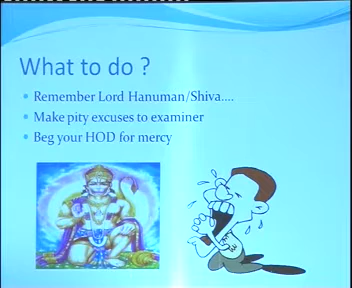 What to do ?
Remember Lord Hanuman/Shiva....
Make pity excuses to examiner
Beg your HOD for mercy